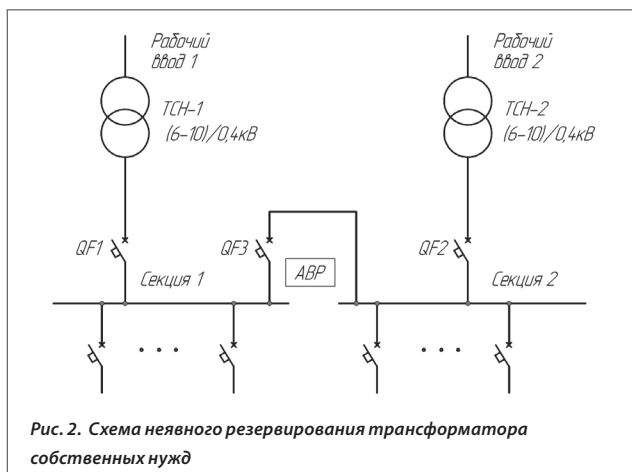 Рабочий
ввод 1
ТСН-1
(6-10)/0,4кВ
Рабочий
ввод 2
ТСН-2
(6-10)/0,4кВ
QF1
QF3
АВР
QF2
Секция 1
Секция 2
Рис. 2. Схема неявного резервирования трансформатора
собственных нужд